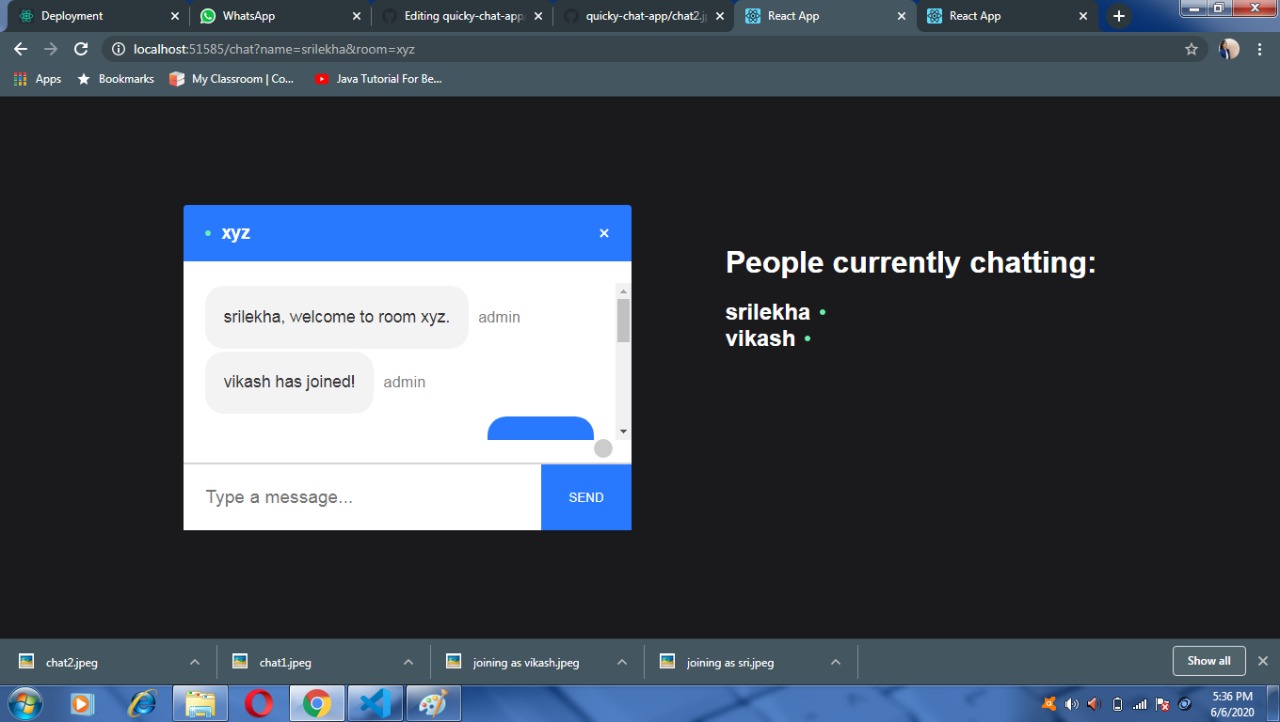 Deployment
WhatsApp
Editing quicky-chat-app
quicky-chat-app/chat2.j
React App
React App
localhost:51585/chat?name=srilekha&room=xyz
Apps
Bookmarks
My Classroom | Co...
Java Tutorial For Be...
xyz
People currently chatting:
srilekha
vikash
srilekha, welcome to room xyz.
admin
vikash has joined!
admin
Type a message...
SEND
chat2.jpeg
chat1.jpeg
joining as vikash.jpeg
joining as sri.jpeg
Show all
5:36 PM
6/6/2020